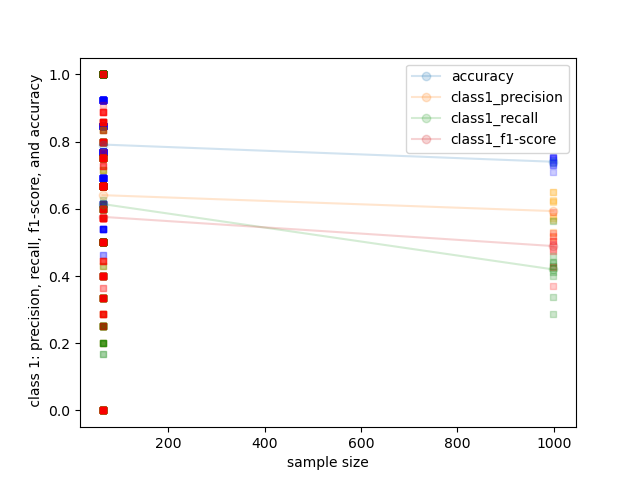 accuracy
class1_precision
class1_recall
class1_f1-score
class 1: precision, recall, f1-score, and accuracy
1.0
0.8
0.6
0.4
0.2
0.0
200 400 600 800 1000
sample size